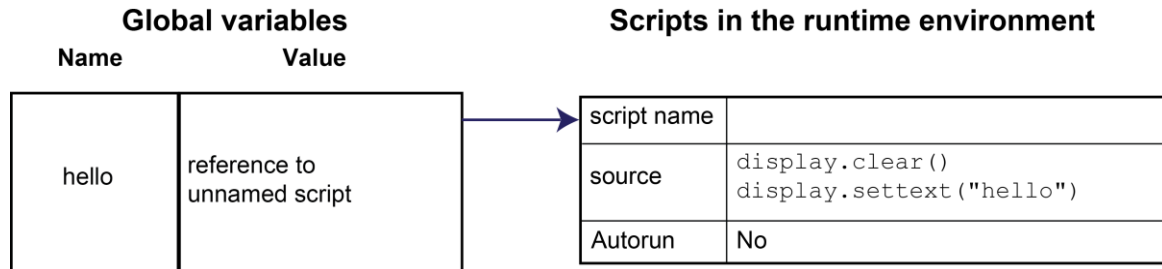 Global variables
Name Value
hello
reference to
unnamed script
Scripts in the runtime environment
script name
source
display.clear()
display.settext("hello")
Autorun No